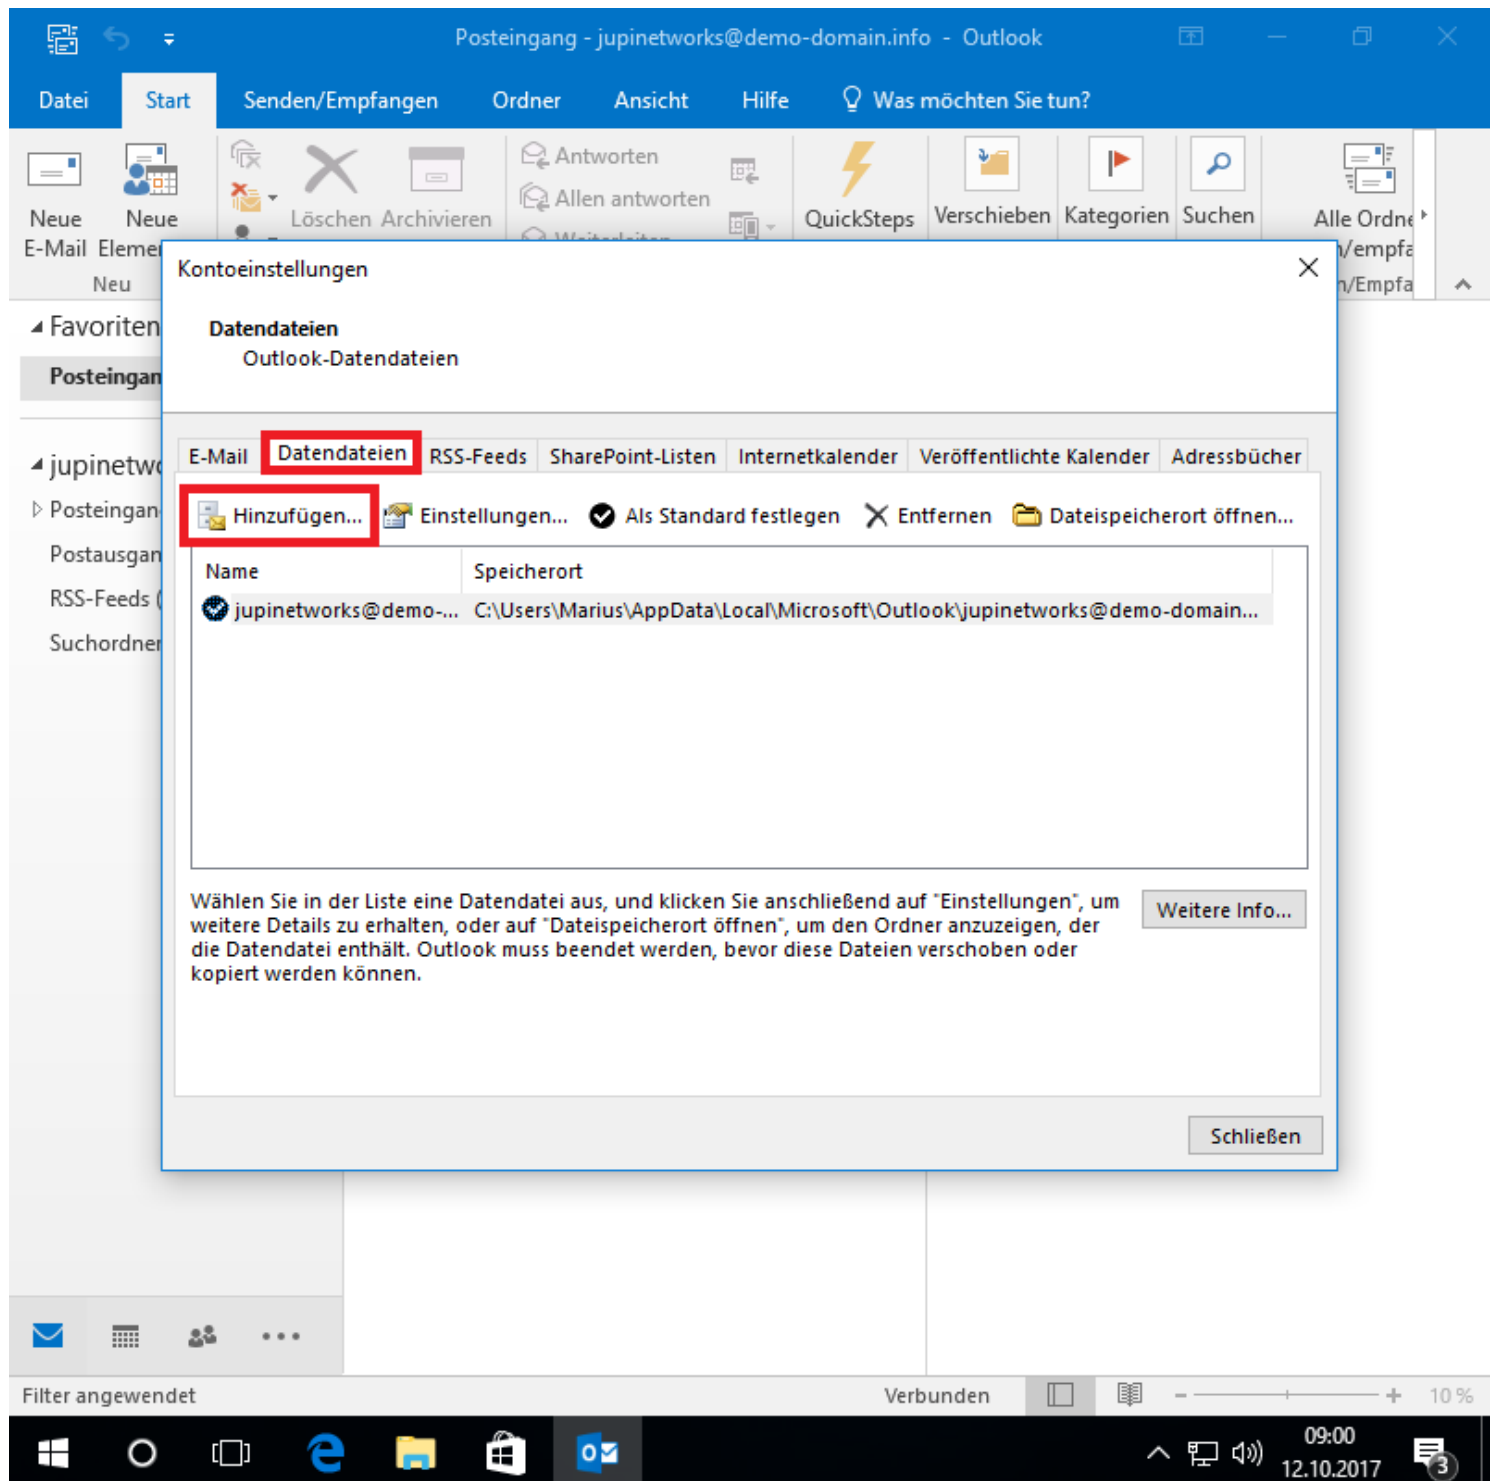 Posteingang - jupinetworks@demo-domain.info - Outlook
Datei Start Senden/Empfangen Ordner Ansicht Hilfe Was möchten Sie tun?
Neue E-Mail
Neue
Löschen Archivieren
Antworten
Allen antworten
QuickSteps Verschieben Kategorien Suchen
Alle
Neu
Kontoeinstellungen
Datendateien
Outlook-Datendateien
E-Mail Datendateien RSS-Feeds SharePoint-Listen Internetkalender Veröffentlichte Kalender Adressbücher
Hinzufügen... Einstellungen... Als Standard festlegen Entfernen Dateispeicherort öffnen...
Name Speicherort
jupinetworks@demo-... C:\Users\Marius\AppData\Local\Microsoft\Outlook\jupinetworks@demo-domain...
Wählen Sie in der Liste eine Datendatei aus, und klicken Sie anschließend auf "Einstellungen", um
weitere Details zu erhalten, oder auf "Dateispeicherort öffnen", um den Ordner anzuzeigen, der
die Datendatei enthält. Outlook muss beendet werden, bevor diese Dateien verschoben oder
kopiert werden können.
Weitere Info...
Schließen
Favoriten
RSS-Feeds
Filter angewendet Verbunden 10 %
09:00
12.10.2017
3